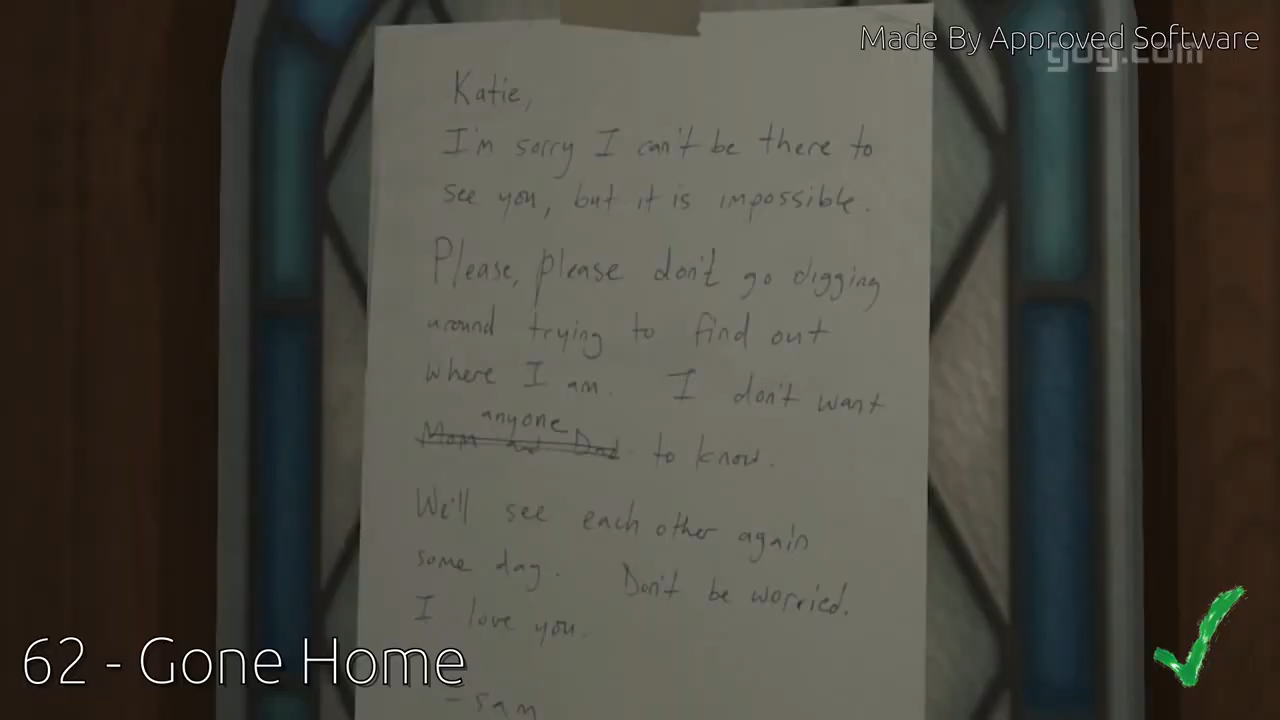 Made By Approved Software
gog.com
Katie,
I'm sorry I can't be there to
see you, but it is impossible.
Please, please don't go digging
around trying to find out
where I am. I don't want
anyone
Mom and Dad to know.
We'll see each other again
some day. Don't be worried.
I love you.
- Sam
62 - Gone Home